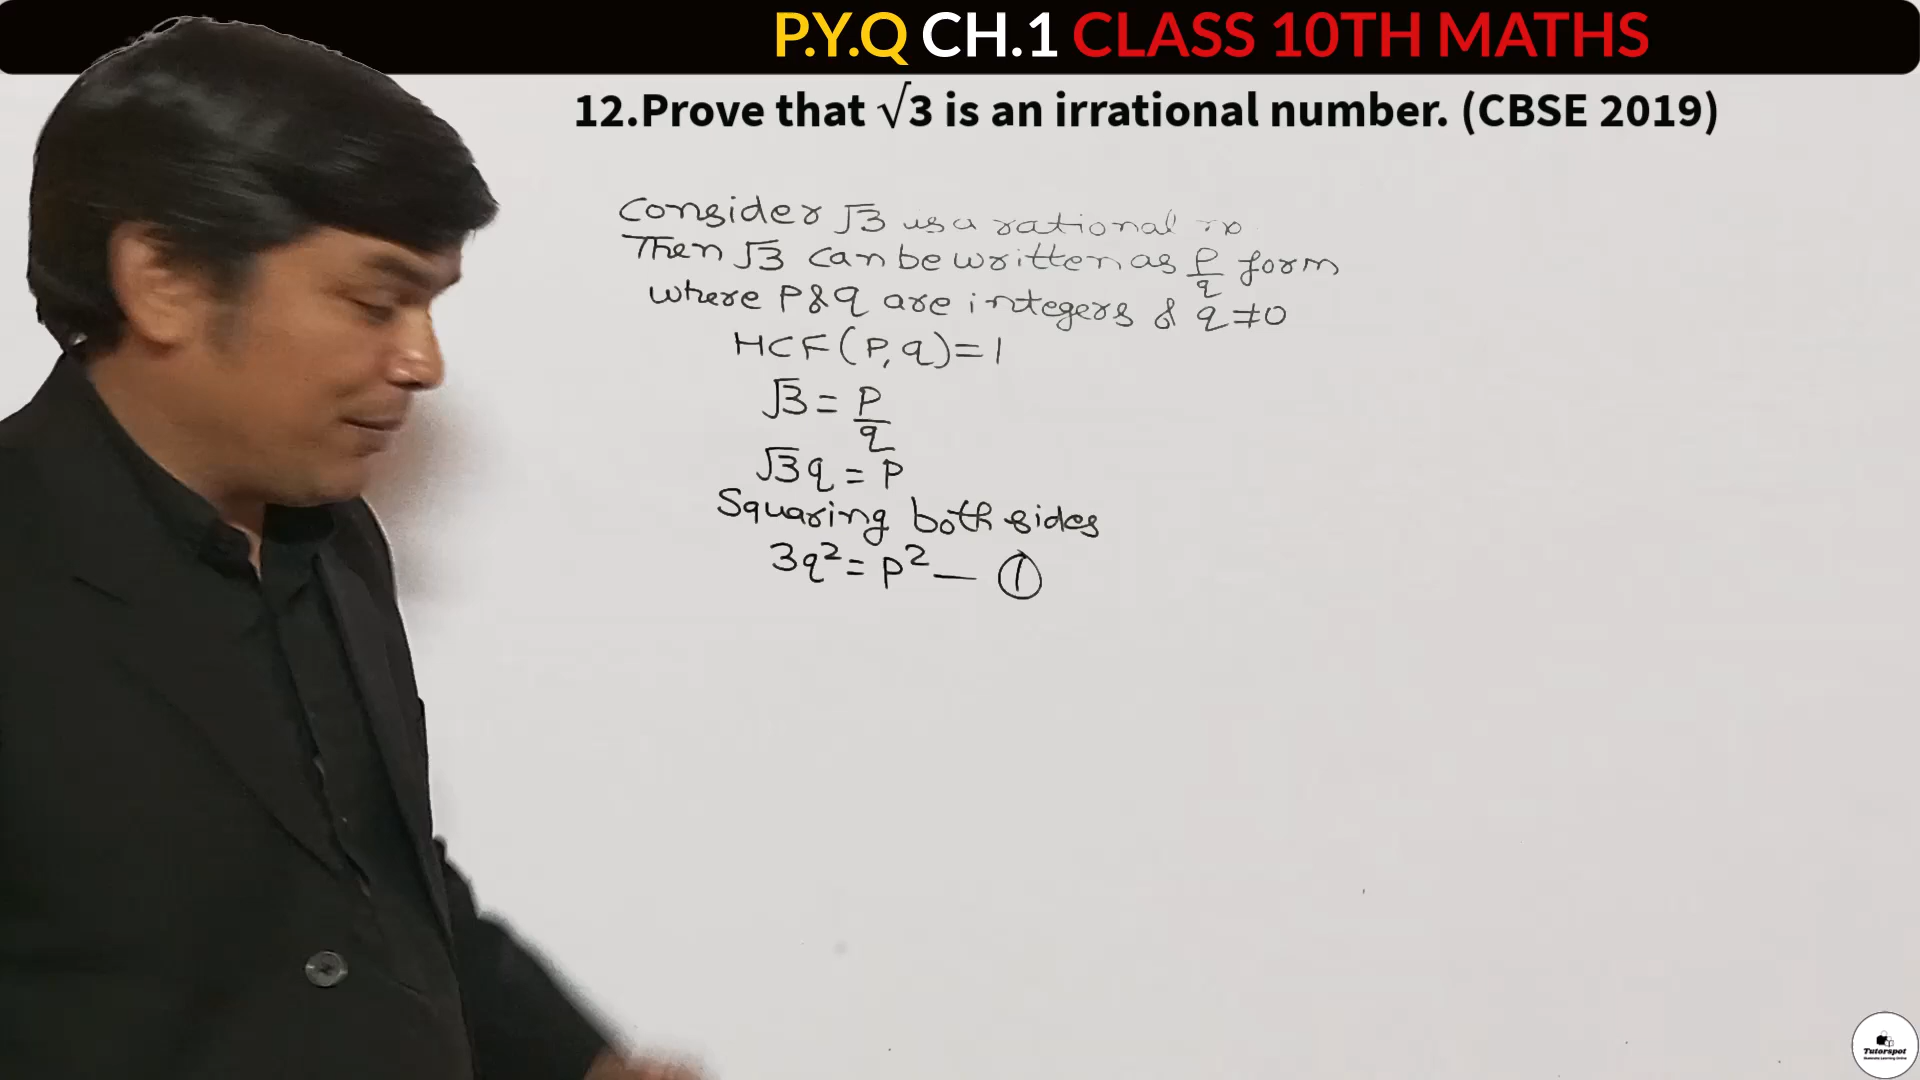 P.Y.Q CH.1 CLASS 10TH MATHS
12.Prove that √3 is an irrational number. (CBSE 2019)
Consider √3 is a rational no
Then √3 can be written as p/q form
where p & q are integers & q ≠ 0
HCF(P, q) = 1
√3 = p/q
√3q = p
Squaring both sides
3q² = p² — ①
Tutorspot